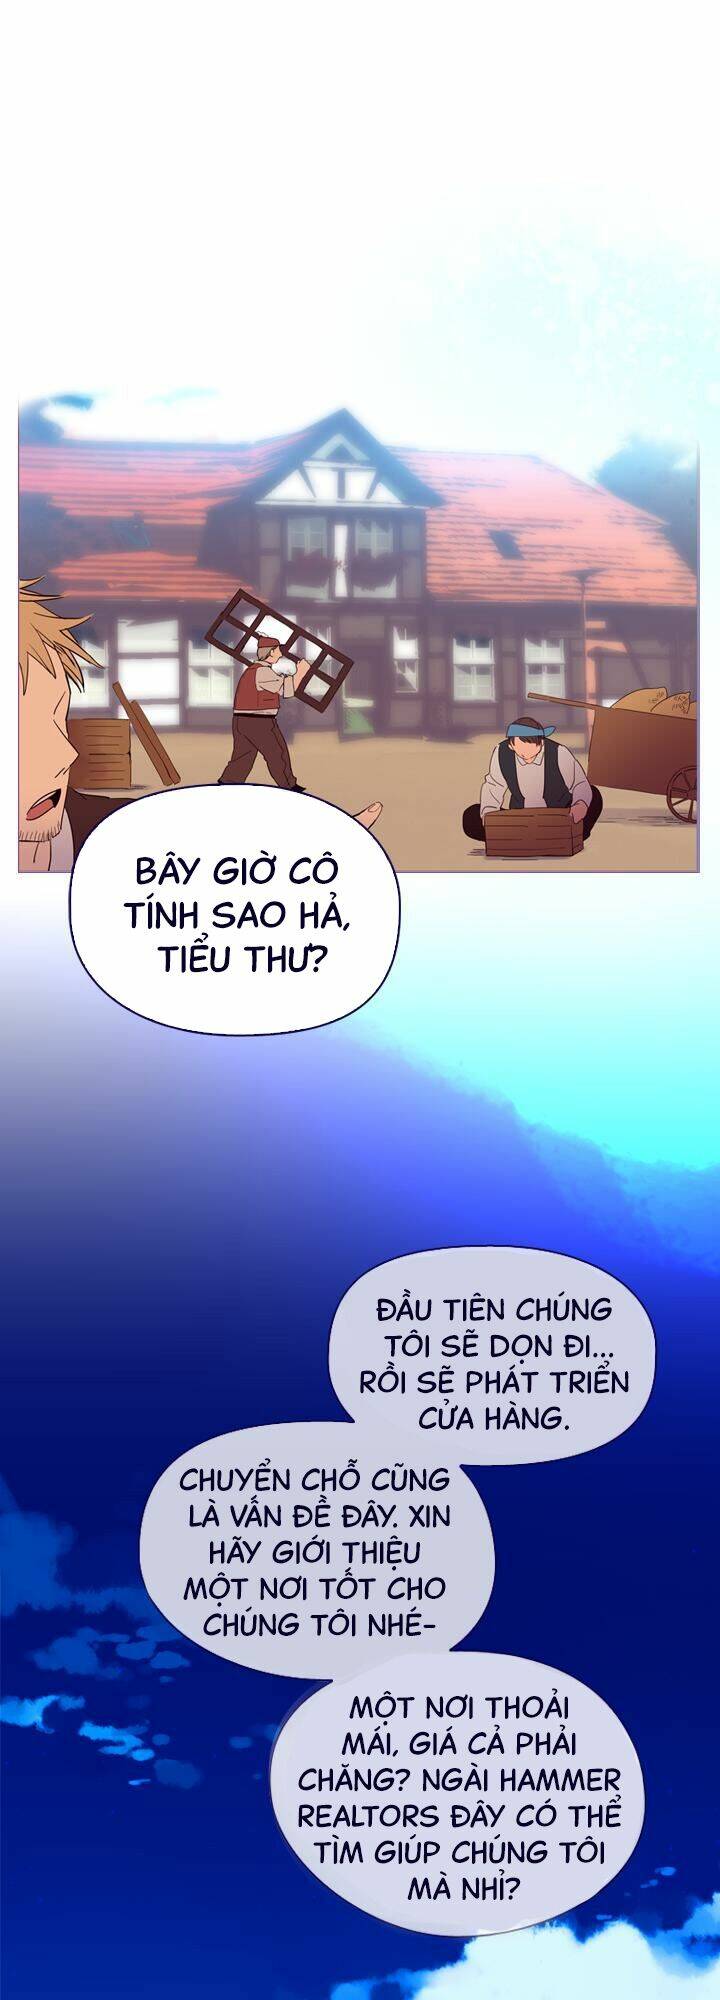 BÂY GIỜ CÔ
TÍNH SAO HẢ,
TIỂU THƯ?
ĐẦU TIÊN CHÚNG
TÔI SẼ DỌN ĐI...
RỒI SẼ PHÁT TRIỂN
CỬA HÀNG.
CHUYỂN CHỖ CŨNG
LÀ VẤN ĐỀ ĐÂY. XIN
HÃY GIỚI THIỆU
MỘT NƠI TỐT CHO
CHÚNG TÔI NHÉ-
MỘT NƠI THOẢI
MÁI, GIÁ CẢ PHẢI
CHĂNG? NGÀI HAMMER
REALTORS ĐÂY CÓ THỂ
TÌM GIÚP CHÚNG TÔI
MÀ NHỈ?